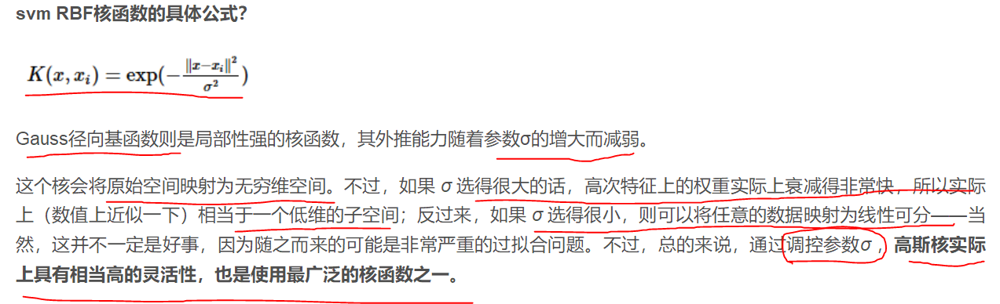 svm RBF核函数的具体公式？
K(x, x_i) = exp(-\frac{\|x-x_i\|^2}{σ^2})
Gauss径向基函数则是局部性强的核函数，其外推能力随着参数σ的增大而减弱。
这个核会将原始空间映射为无穷维空间。不过，如果 σ 选得很大的话，高次特征上的权重实际上衰减得非常快，所以实际
上（数值上近似一下）相当于一个低维的子空间；反过来，如果 σ 选得很小，则可以将任意的数据映射为线性可分——当
然，这并不一定是好事，因为随之而来的可能是非常严重的过拟合问题。不过，总的来说，通过调控参数σ ，高斯核实际
上具有相当高的灵活性，也是使用最广泛的核函数之一。